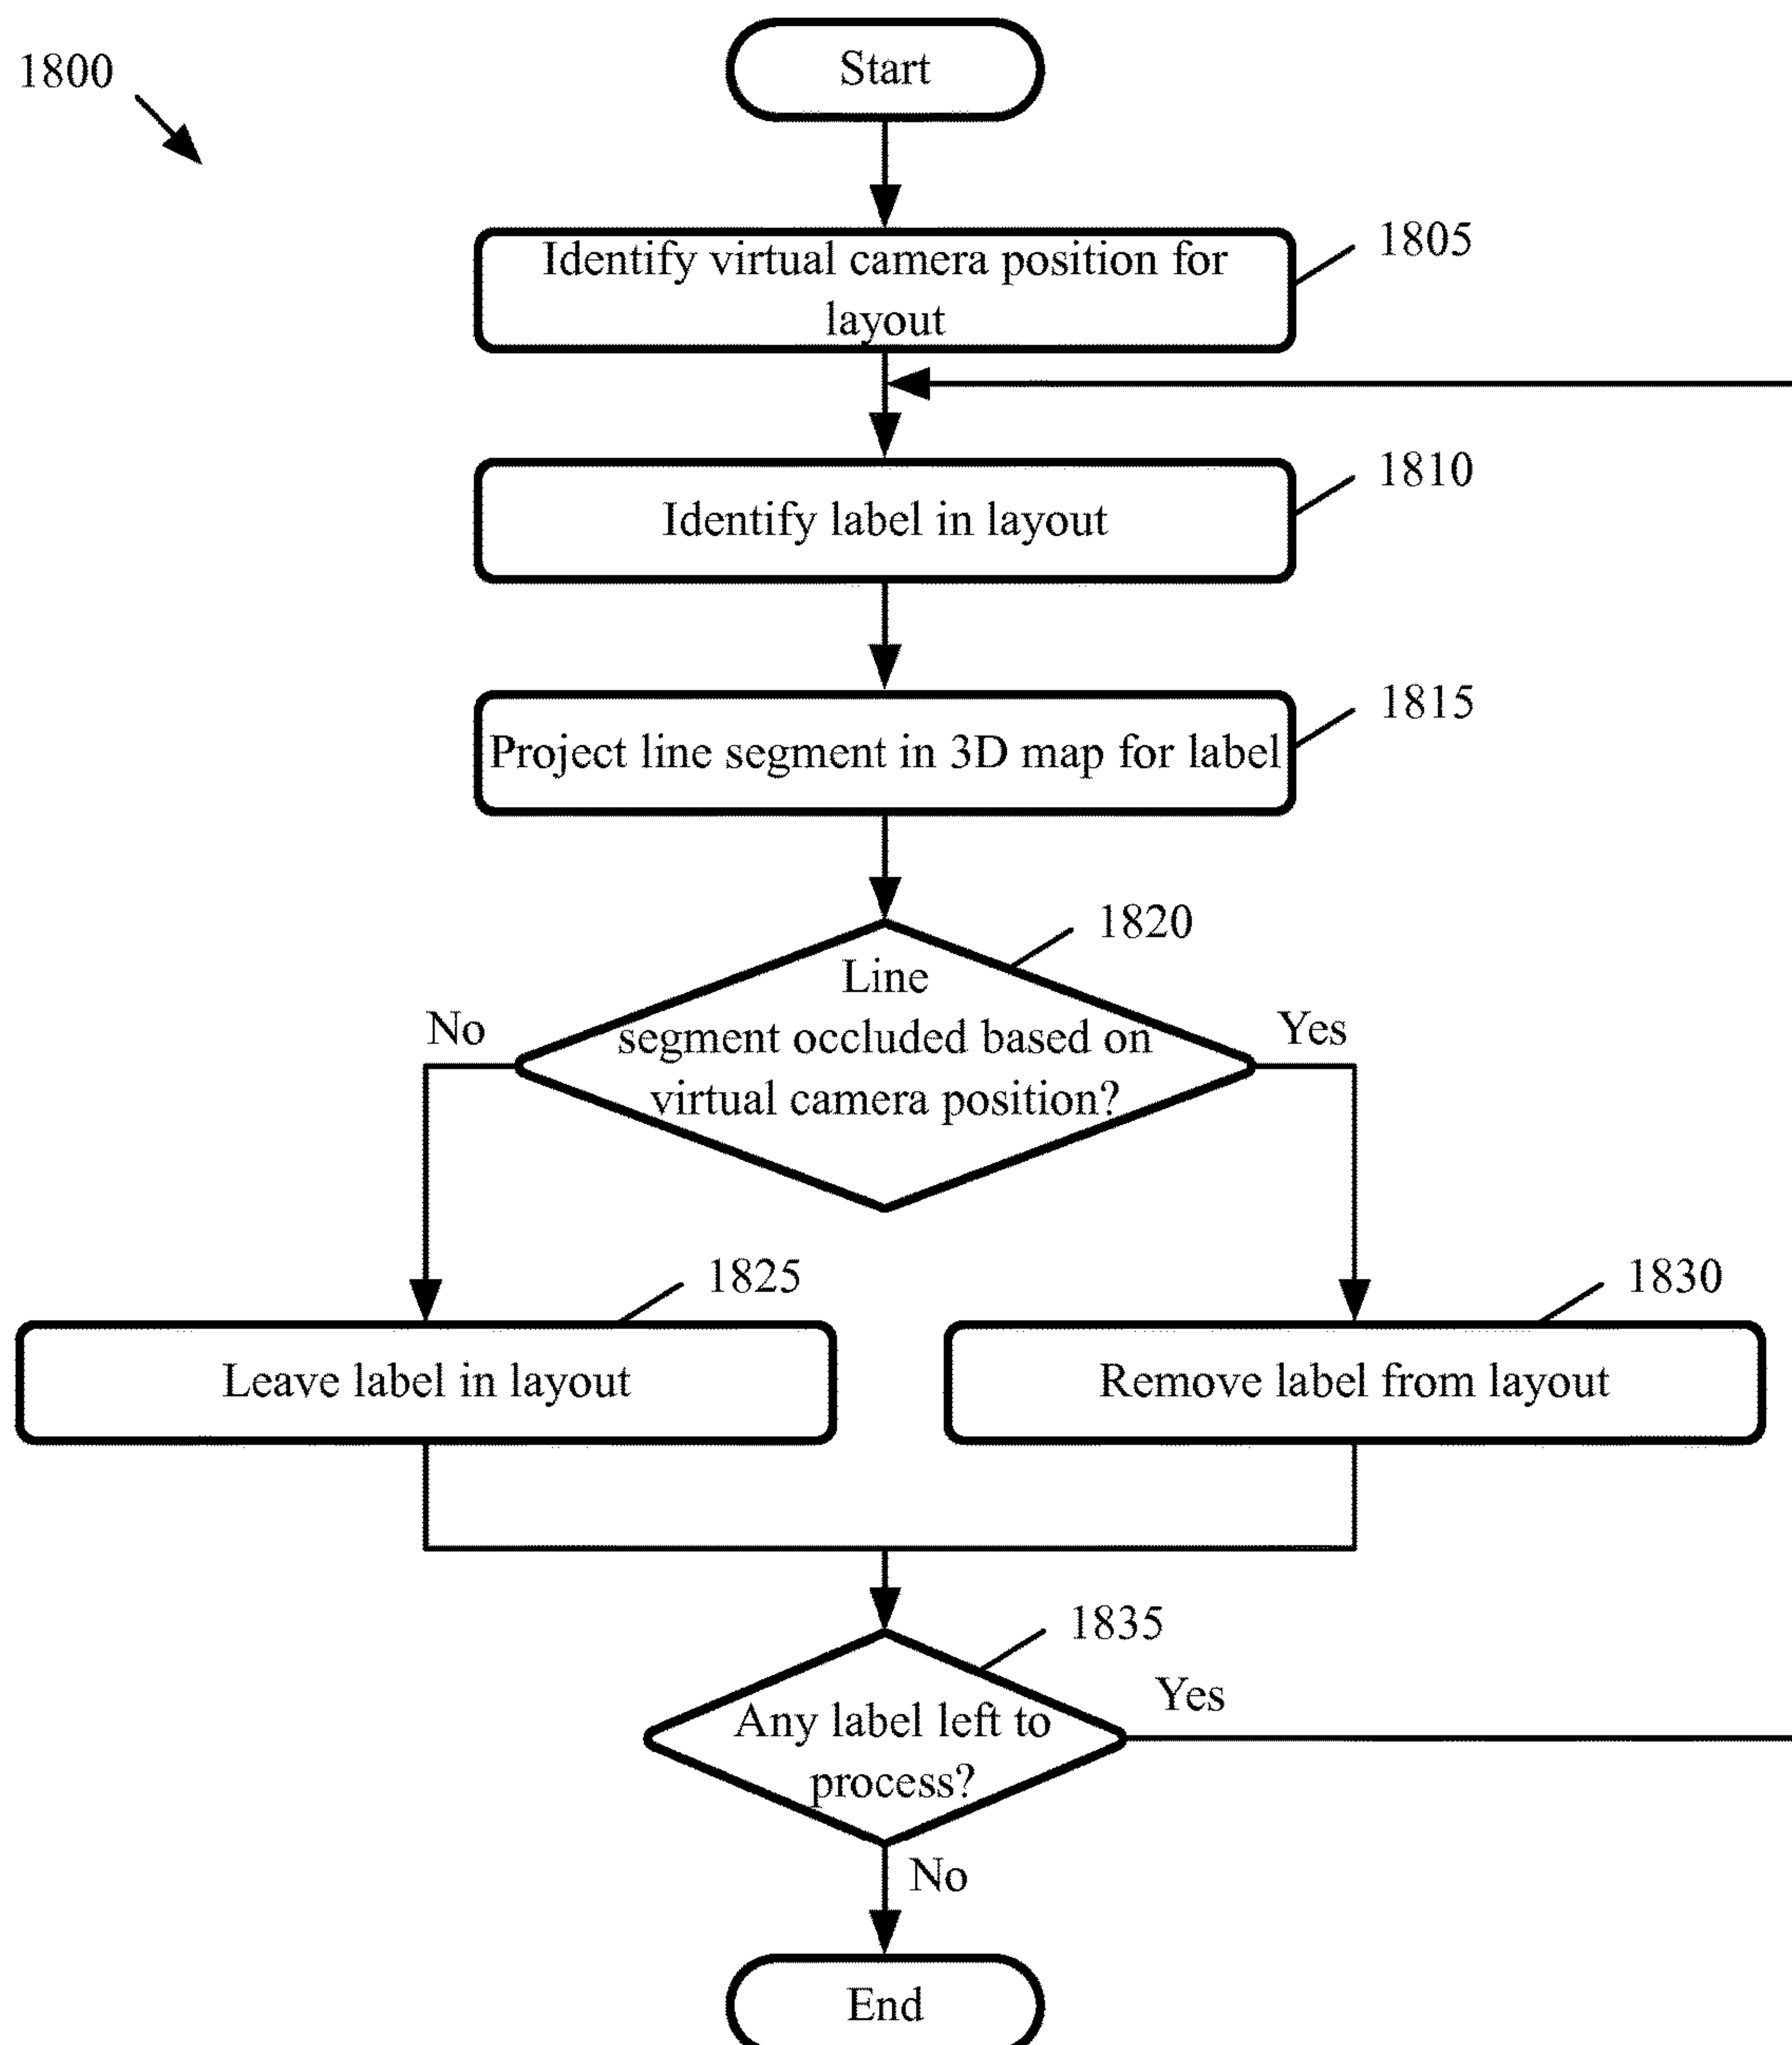 1800
Start
Identify virtual camera position for
layout
1805
Identify label in layout
1810
Project line segment in 3D map for label
1815
1820
Line
segment occluded based on
virtual camera position?
No
Yes
1825
Leave label in layout
1830
Remove label from layout
1835
Any label left to
process?
Yes
No
End